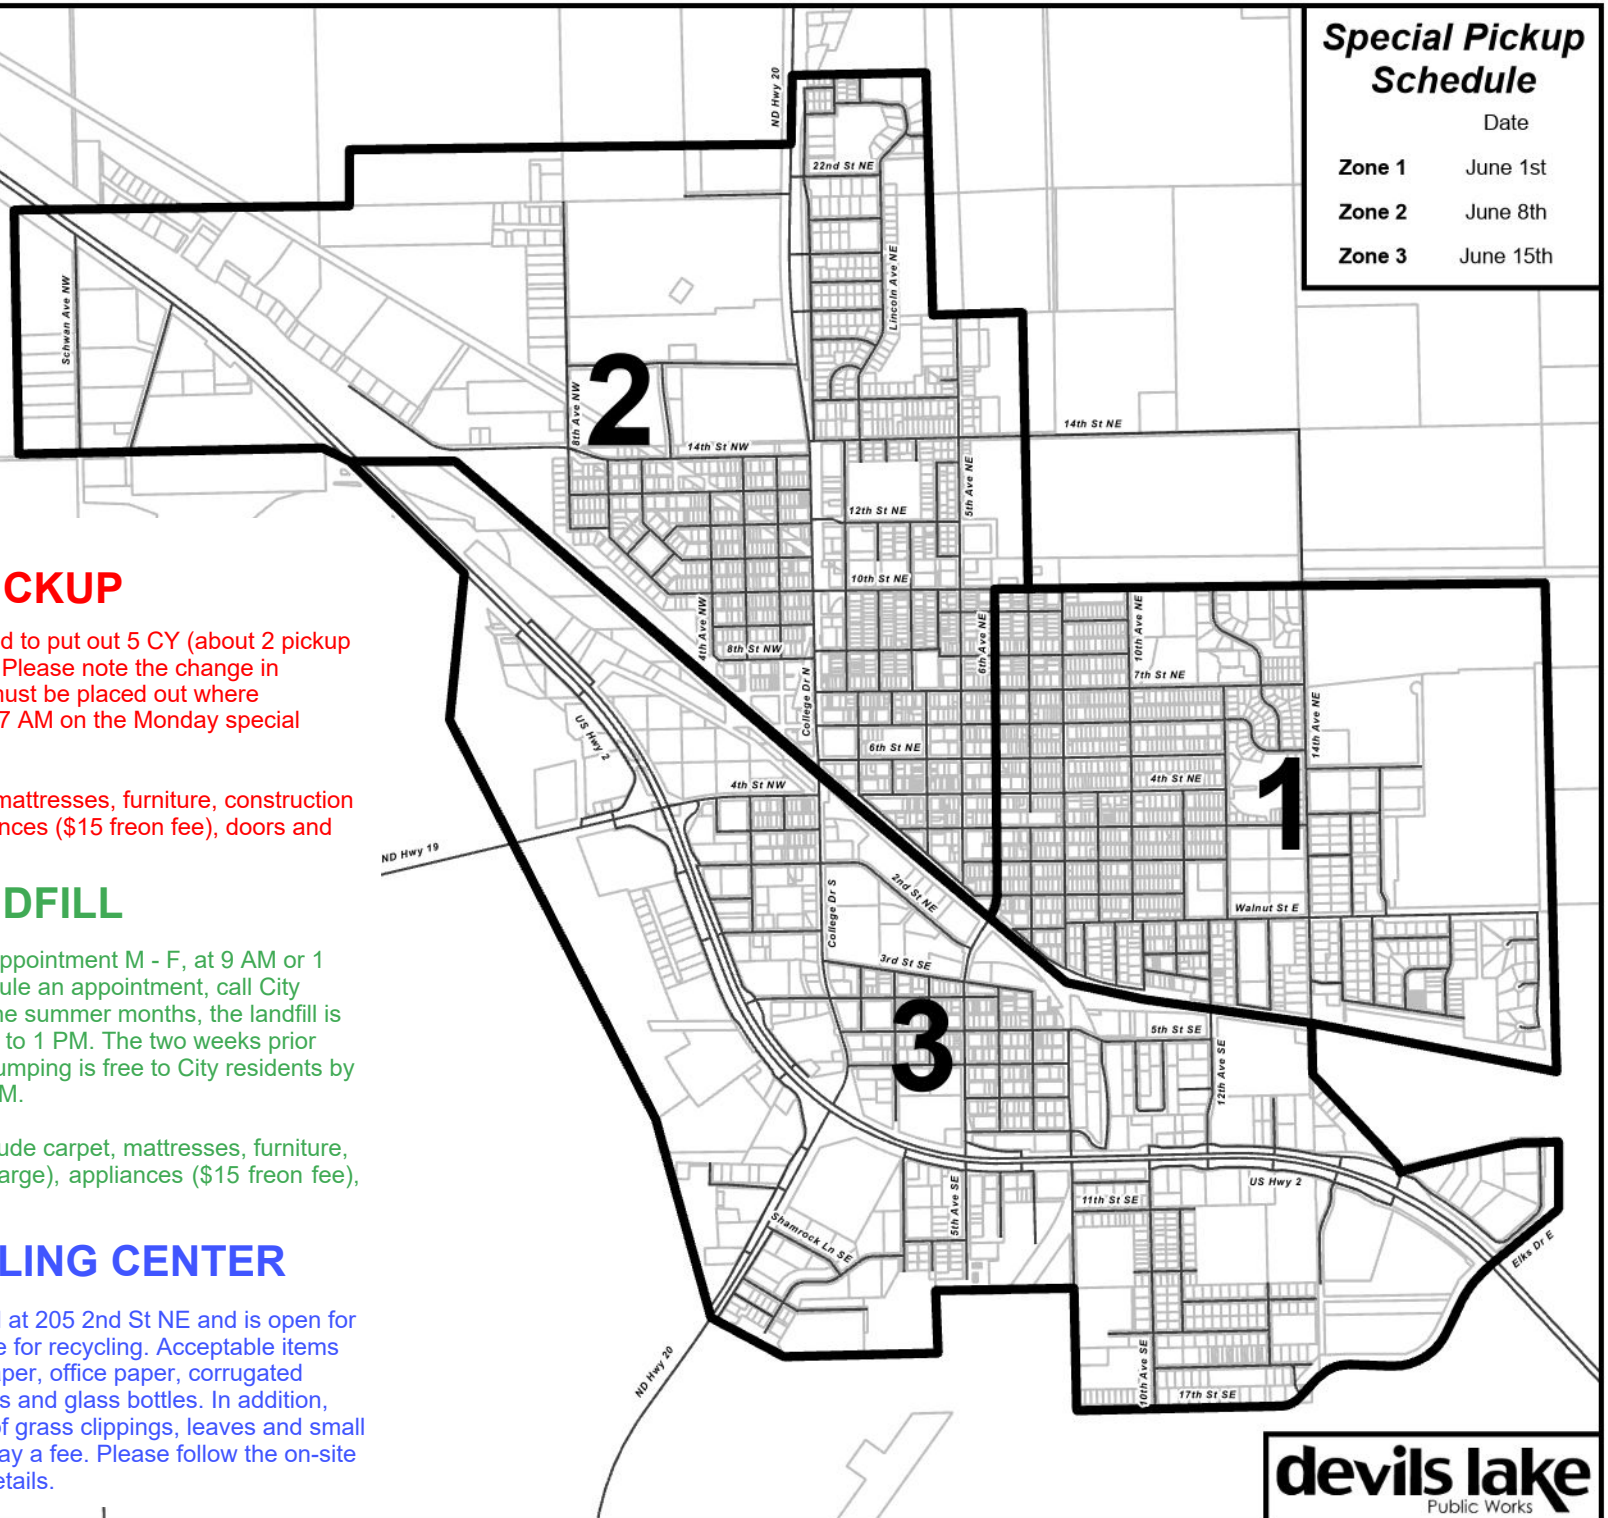 Special Pickup
Schedule
Date
Zone 1 June 1st
Zone 2 June 8th
Zone 3 June 15th
ND Hwy 20
22nd St NE
Lincoln Ave NE
Schwan Ave NW
2
8th Ave NW
14th St NW
14th St NE
5th Ave NE
12th St NE
10th St NE
4th Ave NW
8th St NW
6th Ave NE
10th Ave NE
7th St NE
College Dr N
14th Ave NE
US Hwy 2
6th St NE
4th St NW
4th St NE
1
ND Hwy 19
2nd St NE
College Dr S
Walnut St E
3rd St SE
3
5th St SE
12th Ave SE
5th Ave SE
11th St SE
US Hwy 2
Shamrock Ln SE
Elks Dr E
ND Hwy 20
10th Ave SE
17th St SE
CKUP
d to put out 5 CY (about 2 pickup
Please note the change in
must be placed out where
7 AM on the Monday special
mattresses, furniture, construction
nces ($15 freon fee), doors and
DFILL
ppointment M - F, at 9 AM or 1
ule an appointment, call City
he summer months, the landfill is
to 1 PM. The two weeks prior
umping is free to City residents by
M.
ude carpet, mattresses, furniture,
arge), appliances ($15 freon fee),
LING CENTER
d at 205 2nd St NE and is open for
e for recycling. Acceptable items
aper, office paper, corrugated
s and glass bottles. In addition,
of grass clippings, leaves and small
ay a fee. Please follow the on-site
etails.
devils lake
Public Works